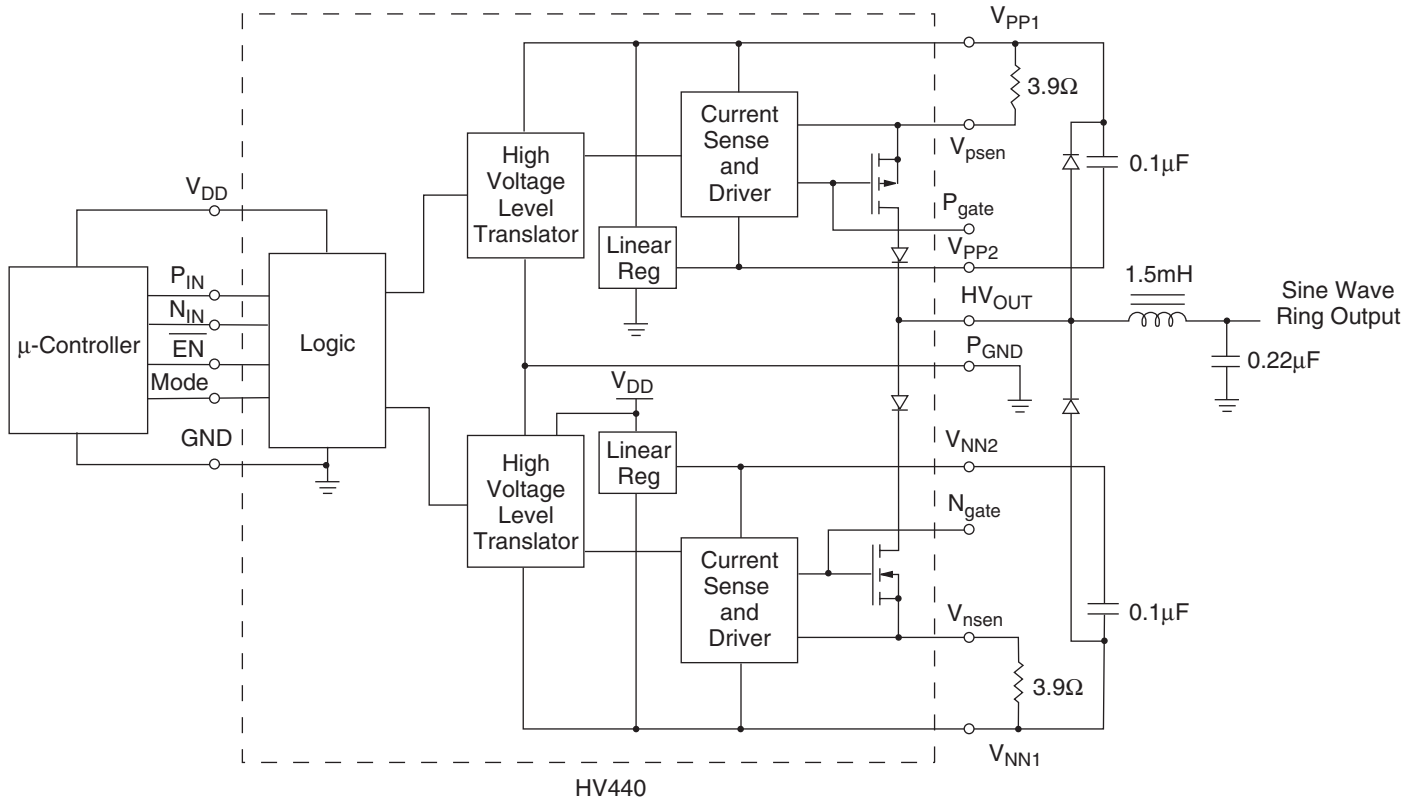 V_PP1
3.9Ω
Current
Sense
and
Driver
V_psen
High
Voltage
Level
Translator
0.1µF
V_DD
P_gate
Linear
Reg
V_PP2
1.5mH
P_IN
N_IN
E̅N̅
Mode
µ-Controller
Logic
HV_OUT
Sine Wave
Ring Output
P_GND
0.22µF
V_DD
GND
High
Voltage
Level
Translator
Linear
Reg
V_NN2
N_gate
Current
Sense
and
Driver
V_nsen
0.1µF
3.9Ω
V_NN1
HV440